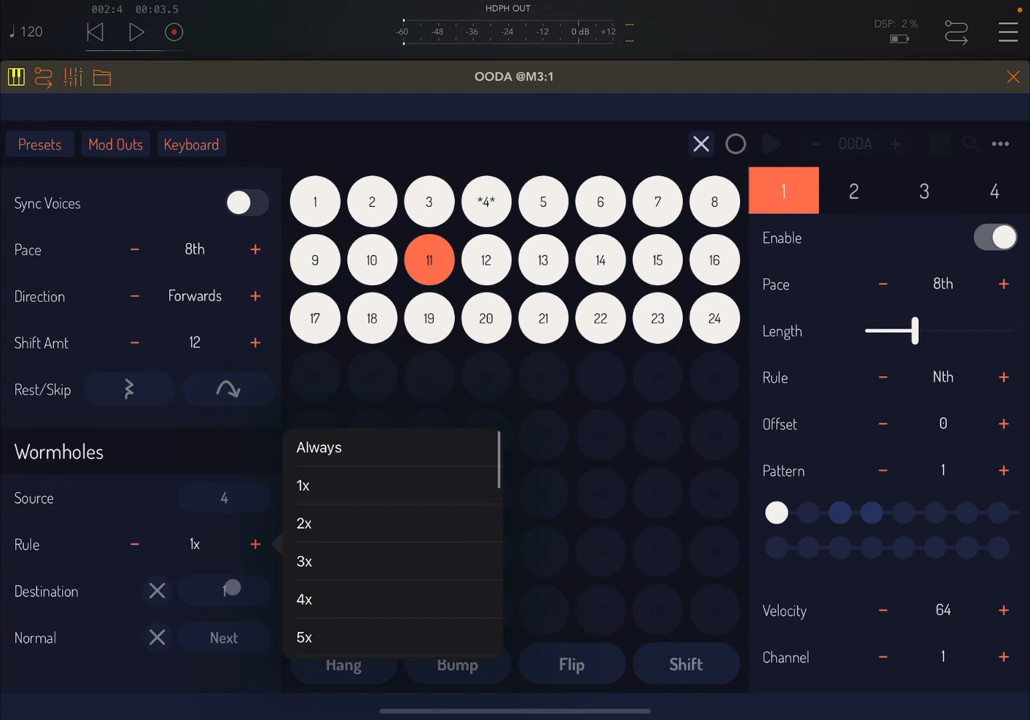 002:4 00:03.5
HDPH OUT
♩ 120
-60 -48 -36 -24 -12 0 dB +12
DSP: 2 %
OODA @M3:1
Presets Mod Outs Keyboard
− OODA + •••
Sync Voices
Pace − 8th +
Direction − Forwards +
Shift Amt − 12 +
Rest/Skip
1 2 3 *4* 5 6 7 8
9 10 11 12 13 14 15 16
17 18 19 20 21 22 23 24
1 2 3 4
Enable
Pace − 8th +
Length
Rule − Nth +
Offset − 0 +
Pattern − 1 +
Velocity − 64 +
Channel − 1 +
Wormholes
Source 4
Rule − 1x +
Destination
Normal Next
Always
1x
2x
3x
4x
5x
Hang Bump Flip Shift